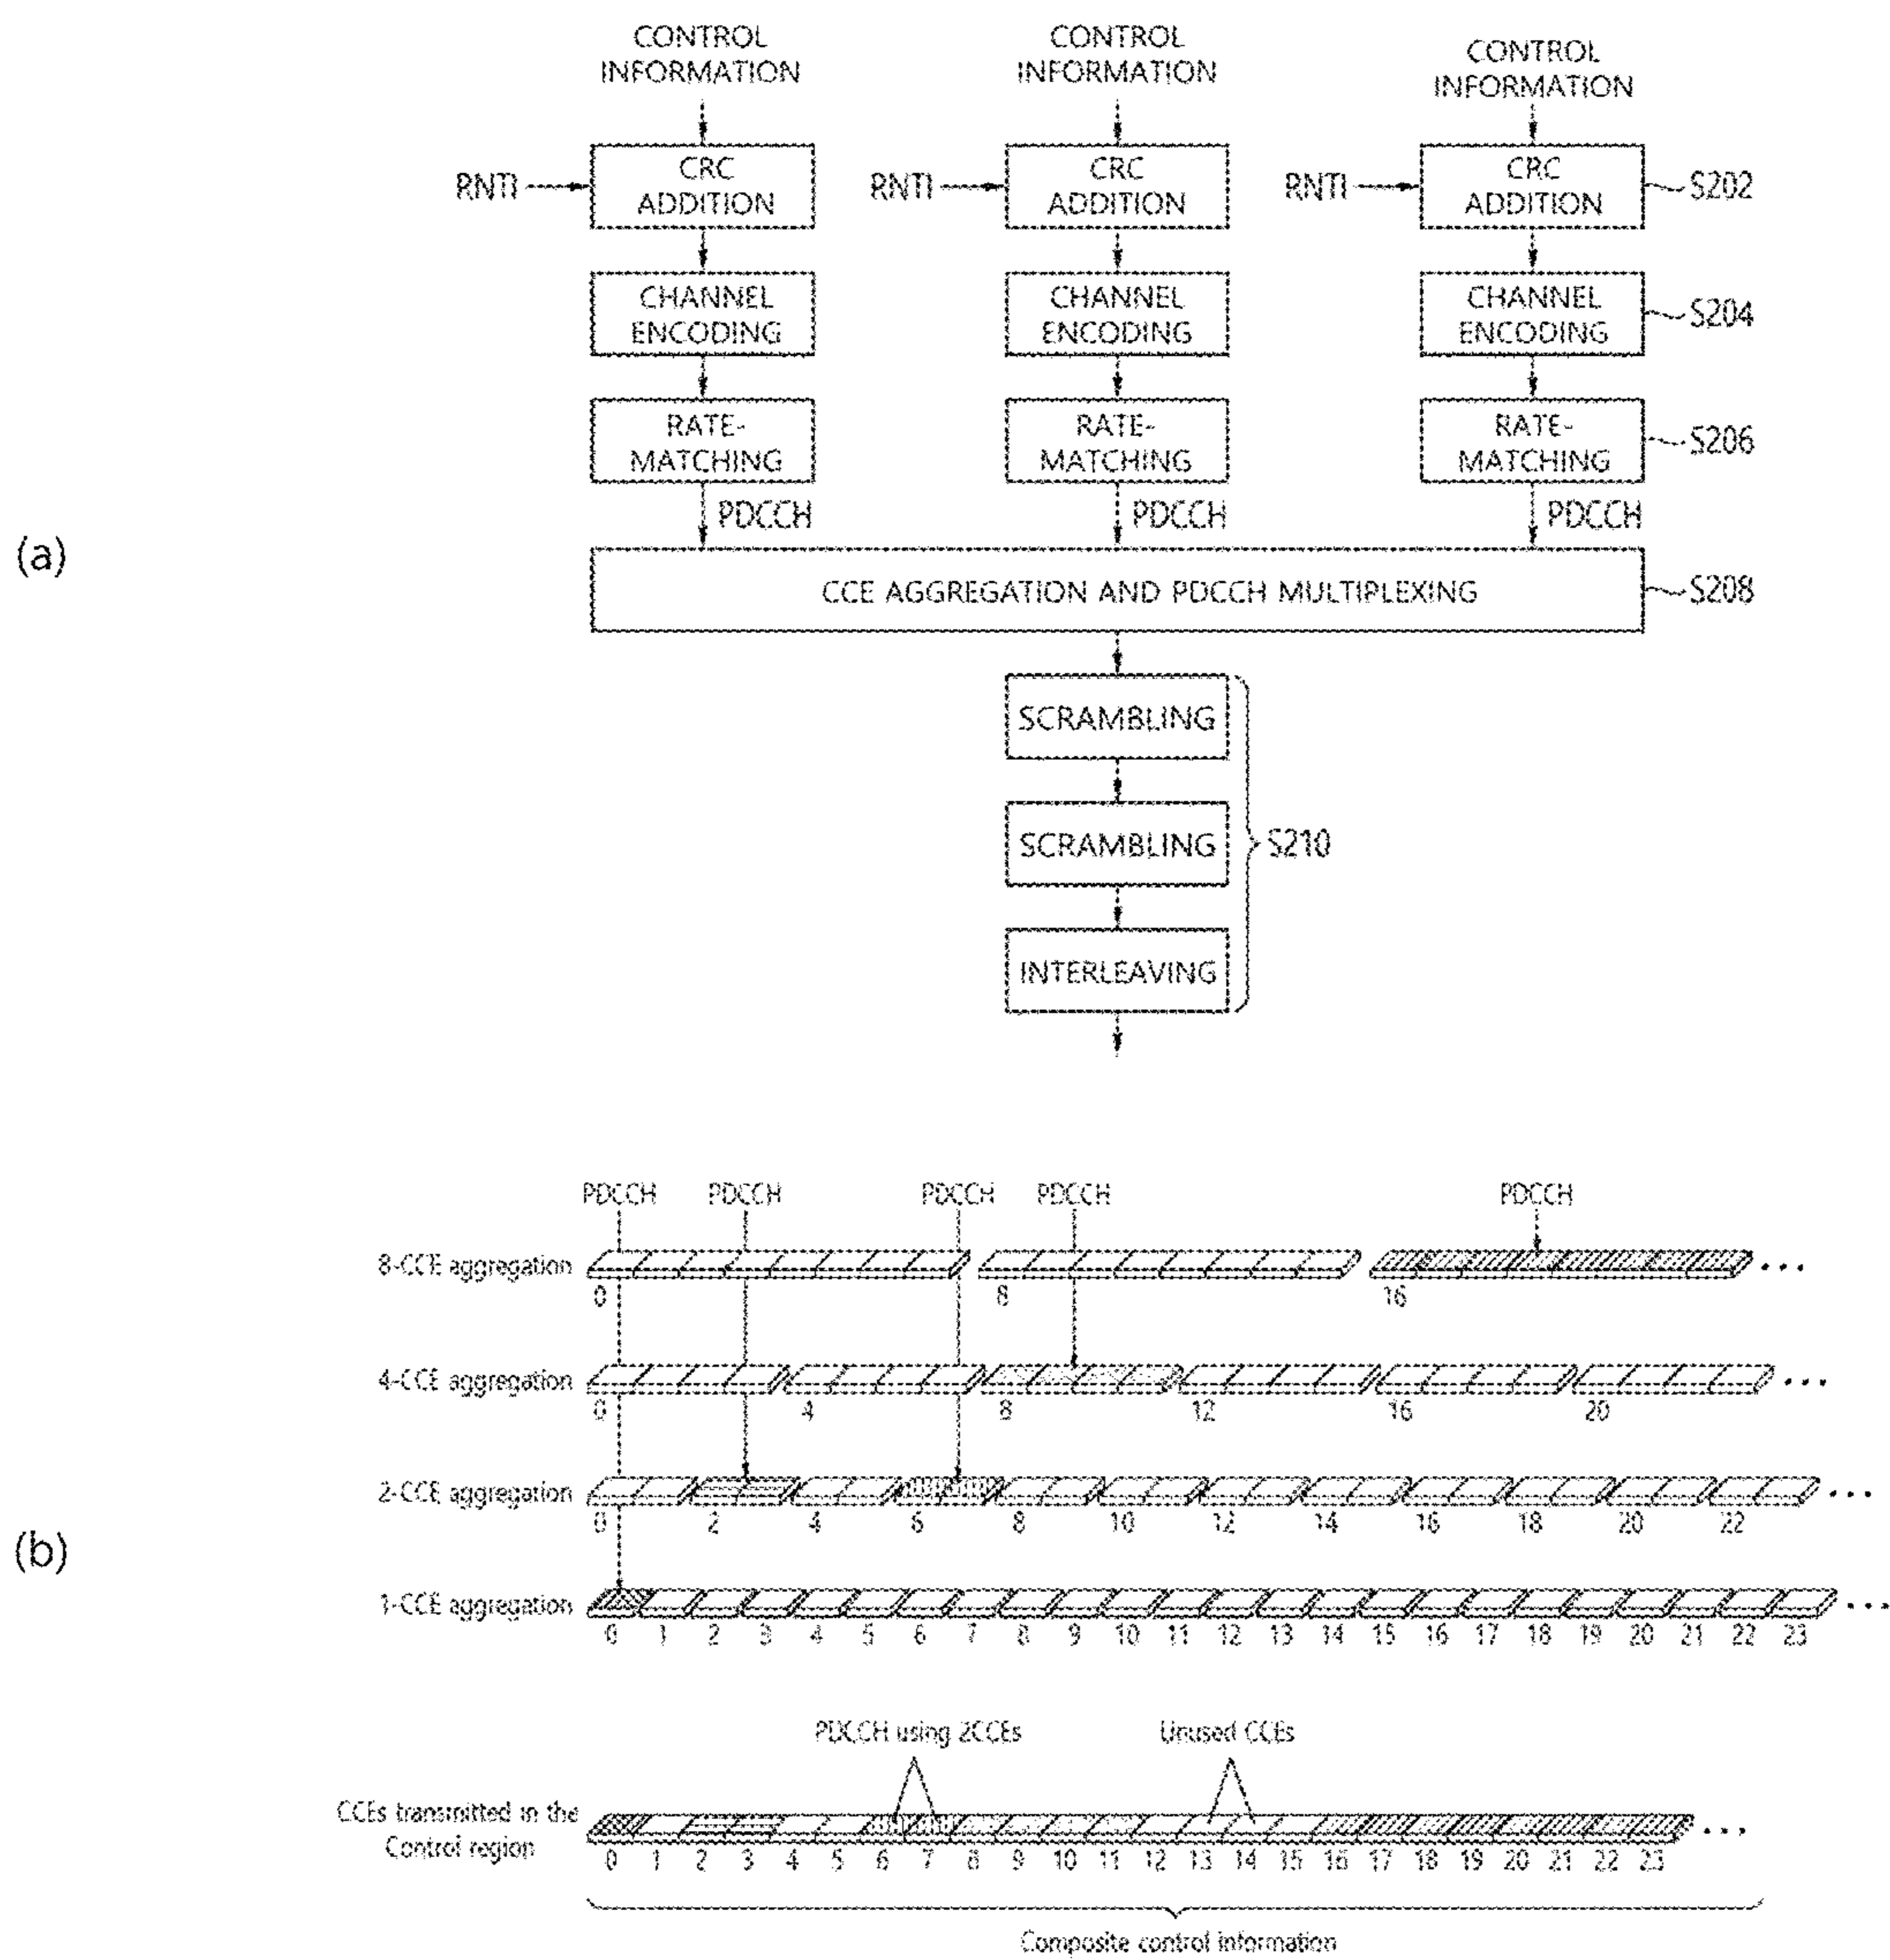 CONTROL
INFORMATION
CONTROL
INFORMATION
CONTROL
INFORMATION
RNTI
CRC
ADDITION
RNTI
CRC
ADDITION
RNTI
CRC
ADDITION
S202
CHANNEL
ENCODING
CHANNEL
ENCODING
CHANNEL
ENCODING
S204
RATE-
MATCHING
RATE-
MATCHING
RATE-
MATCHING
S206
PDCCH
PDCCH
PDCCH
(a)
CCE AGGREGATION AND PDCCH MULTIPLEXING
S208
SCRAMBLING
SCRAMBLING
S210
INTERLEAVING
PDCCH PDCCH PDCCH PDCCH PDCCH
8-CCE aggregation
...
0 8 16
4-CCE aggregation
...
0 4 8 12 16 20
2-CCE aggregation
...
0 2 4 6 8 10 12 14 16 18 20 22
(b)
1-CCE aggregation
...
0 1 2 3 4 5 6 7 8 9 10 11 12 13 14 15 16 17 18 19 20 21 22 23
PDCCH using 2CCEs
Unused CCEs
CCEs transmitted in the
Control region
...
0 1 2 3 4 5 6 7 8 9 10 11 12 13 14 15 16 17 18 19 20 21 22 23
Composite control information